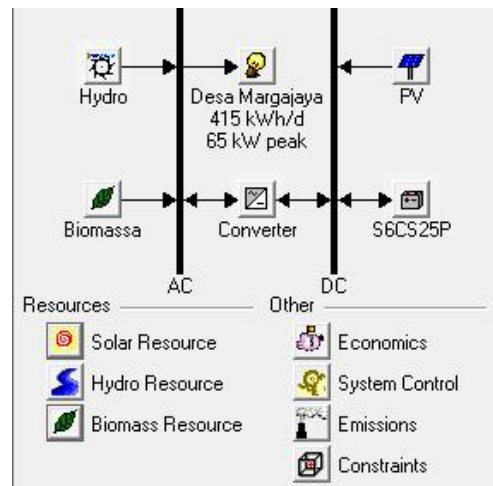 Hydro
Desa Margajaya
415 kWh/d
65 kW peak
PV
Biomassa
Converter
S6CS25P
AC
DC
Resources
Other
Solar Resource
Economics
Hydro Resource
System Control
Biomass Resource
Emissions
Constraints